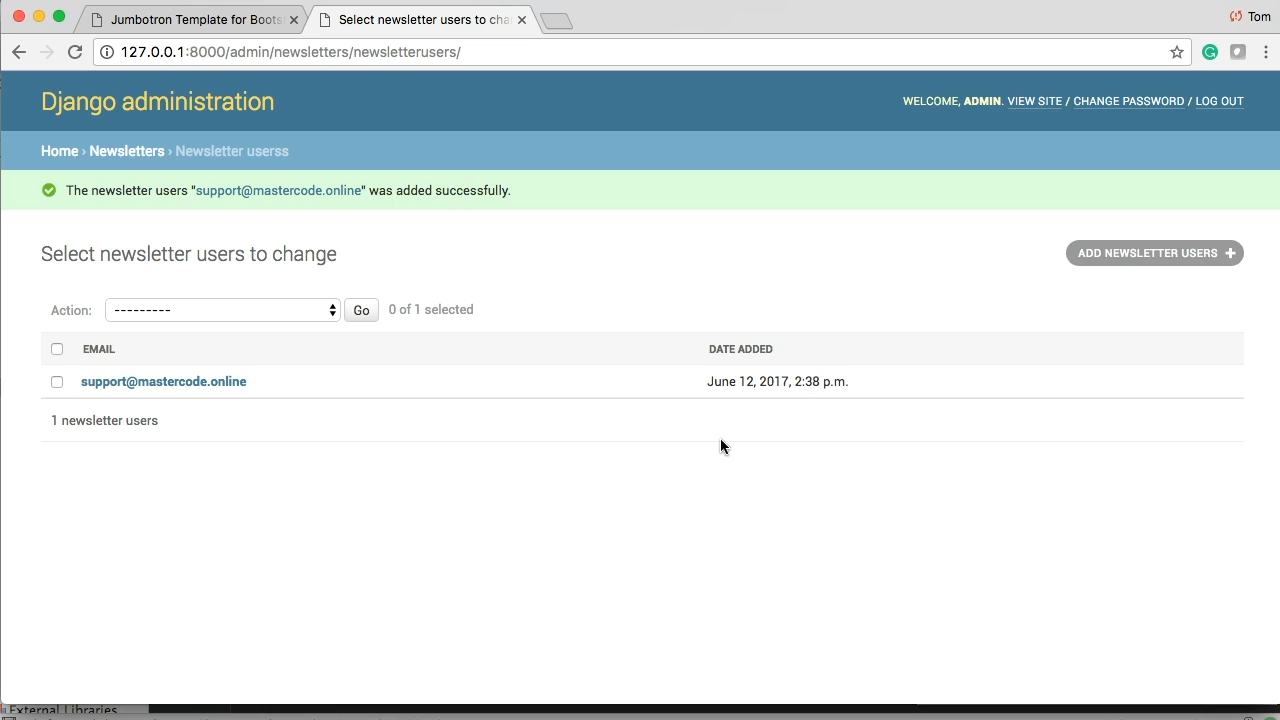 Jumbotron Template for Boots
Select newsletter users to cha
Tom
127.0.0.1:8000/admin/newsletters/newsletterusers/
Django administration
WELCOME, ADMIN. VIEW SITE / CHANGE PASSWORD / LOG OUT
Home › Newsletters › Newsletter userss
The newsletter users "support@mastercode.online" was added successfully.
Select newsletter users to change
ADD NEWSLETTER USERS +
Action: --------- Go 0 of 1 selected
EMAIL DATE ADDED
support@mastercode.online June 12, 2017, 2:38 p.m.
1 newsletter users
External Libraries